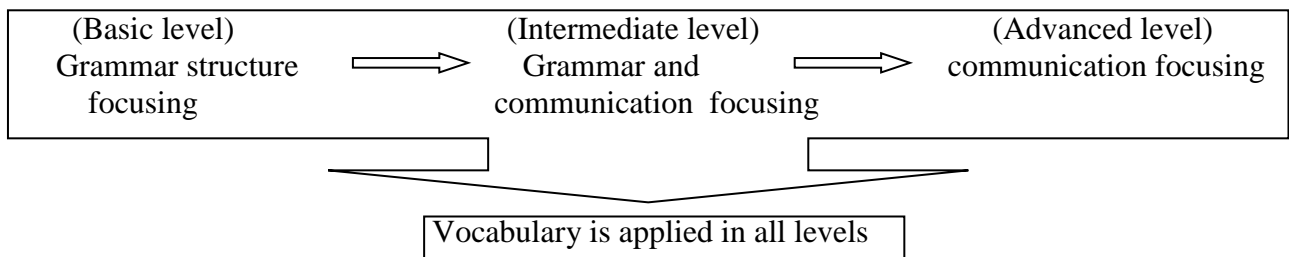 (Basic level)
Grammar structure
focusing
(Intermediate level)
Grammar and
communication focusing
(Advanced level)
communication focusing
Vocabulary is applied in all levels